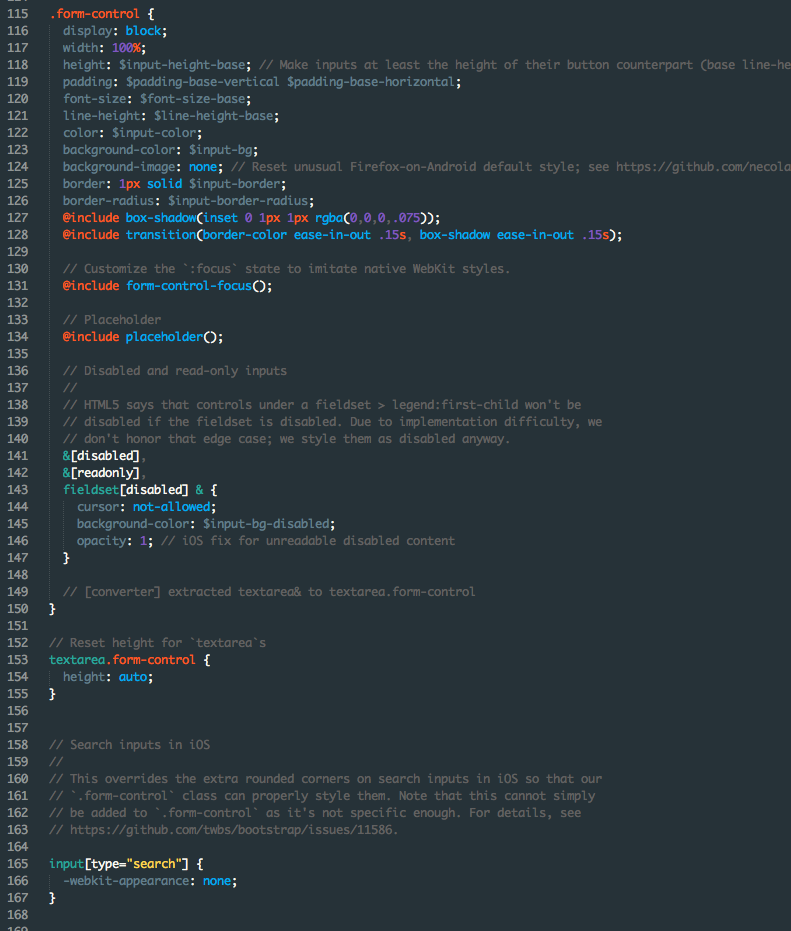 115 .form-control {
116 display: block;
117 width: 100%;
118 height: $input-height-base; // Make inputs at least the height of their button counterpart (base line-he
119 padding: $padding-base-vertical $padding-base-horizontal;
120 font-size: $font-size-base;
121 line-height: $line-height-base;
122 color: $input-color;
123 background-color: $input-bg;
124 background-image: none; // Reset unusual Firefox-on-Android default style; see https://github.com/necola
125 border: 1px solid $input-border;
126 border-radius: $input-border-radius;
127 @include box-shadow(inset 0 1px 1px rgba(0,0,0,.075));
128 @include transition(border-color ease-in-out .15s, box-shadow ease-in-out .15s);
129
130 // Customize the `:focus` state to imitate native WebKit styles.
131 @include form-control-focus();
132
133 // Placeholder
134 @include placeholder();
135
136 // Disabled and read-only inputs
137 //
138 // HTML5 says that controls under a fieldset > legend:first-child won't be
139 // disabled if the fieldset is disabled. Due to implementation difficulty, we
140 // don't honor that edge case; we style them as disabled anyway.
141 &[disabled],
142 &[readonly],
143 fieldset[disabled] & {
144 cursor: not-allowed;
145 background-color: $input-bg-disabled;
146 opacity: 1; // iOS fix for unreadable disabled content
147 }
148
149 // [converter] extracted textarea& to textarea.form-control
150 }
151
152 // Reset height for `textarea`s
153 textarea.form-control {
154 height: auto;
155 }
156
157
158 // Search inputs in iOS
159 //
160 // This overrides the extra rounded corners on search inputs in iOS so that our
161 // `.form-control` class can properly style them. Note that this cannot simply
162 // be added to `.form-control` as it's not specific enough. For details, see
163 // https://github.com/twbs/bootstrap/issues/11586.
164
165 input[type="search"] {
166 -webkit-appearance: none;
167 }
168
169